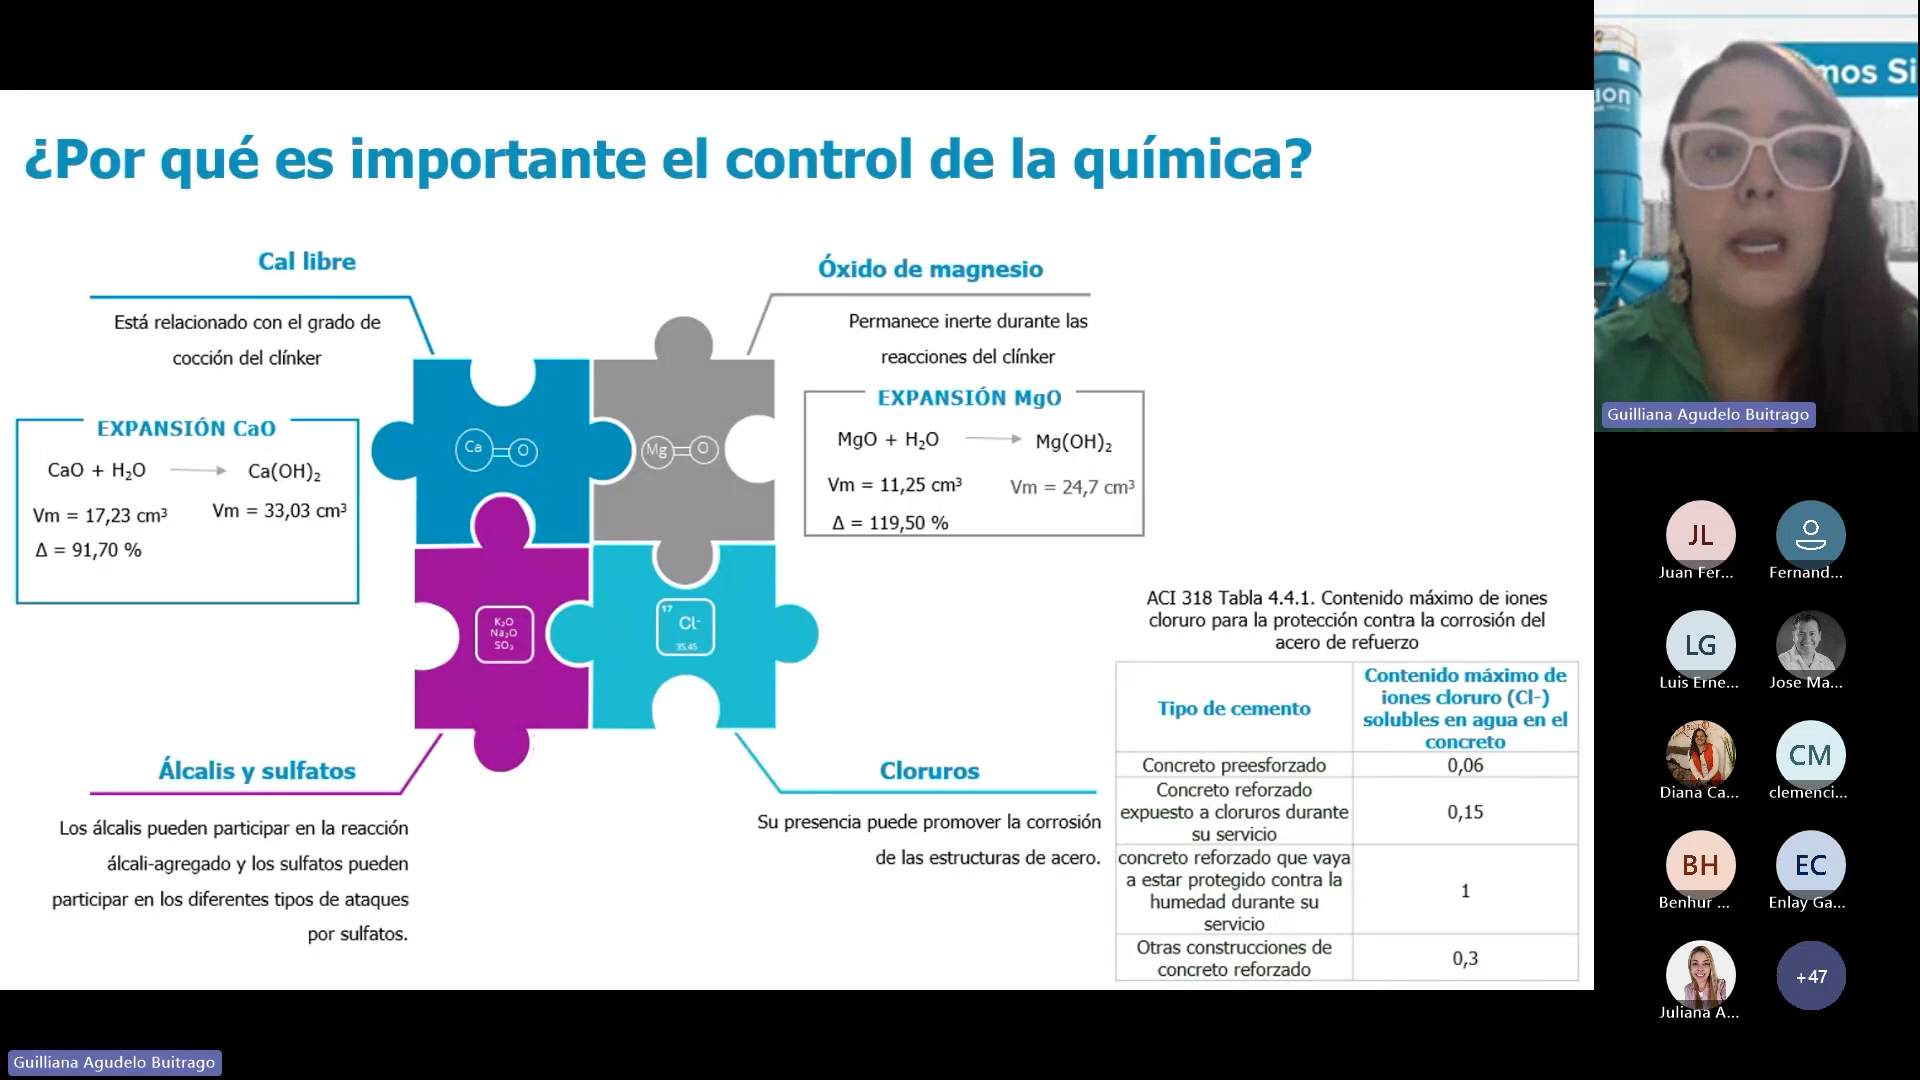 ¿Por qué es importante el control de la química?
Cal libre
Está relacionado con el grado de
cocción del clínker
EXPANSIÓN CaO
CaO + H₂O → Ca(OH)₂
Vm = 17,23 cm³ Vm = 33,03 cm³
Δ = 91,70 %
Óxido de magnesio
Permanece inerte durante las
reacciones del clínker
EXPANSIÓN MgO
MgO + H₂O → Mg(OH)₂
Vm = 11,25 cm³ Vm = 24,7 cm³
Δ = 119,50 %
Ca O
Mg O
K₂O
Na₂O
SO₃
17
Cl⁻
35.45
Álcalis y sulfatos
Los álcalis pueden participar en la reacción
álcali-agregado y los sulfatos pueden
participar en los diferentes tipos de ataques
por sulfatos.
Cloruros
Su presencia puede promover la corrosión
de las estructuras de acero.
ACI 318 Tabla 4.4.1. Contenido máximo de iones
cloruro para la protección contra la corrosión del
acero de refuerzo
Tipo de cemento
Contenido máximo de
iones cloruro (Cl-)
solubles en agua en el
concreto
Concreto preesforzado 0,06
Concreto reforzado
expuesto a cloruros durante
su servicio
0,15
concreto reforzado que vaya
a estar protegido contra la
humedad durante su
servicio
1
Otras construcciones de
concreto reforzado
0,3
mos Si
ion
Guilliana Agudelo Buitrago
JL
Juan Fer...
Fernand...
LG
Luis Erne...
Jose Ma...
Diana Ca...
CM
clemenci...
BH
Benhur ...
EC
Enlay Ga...
Juliana A...
+47
Guilliana Agudelo Buitrago